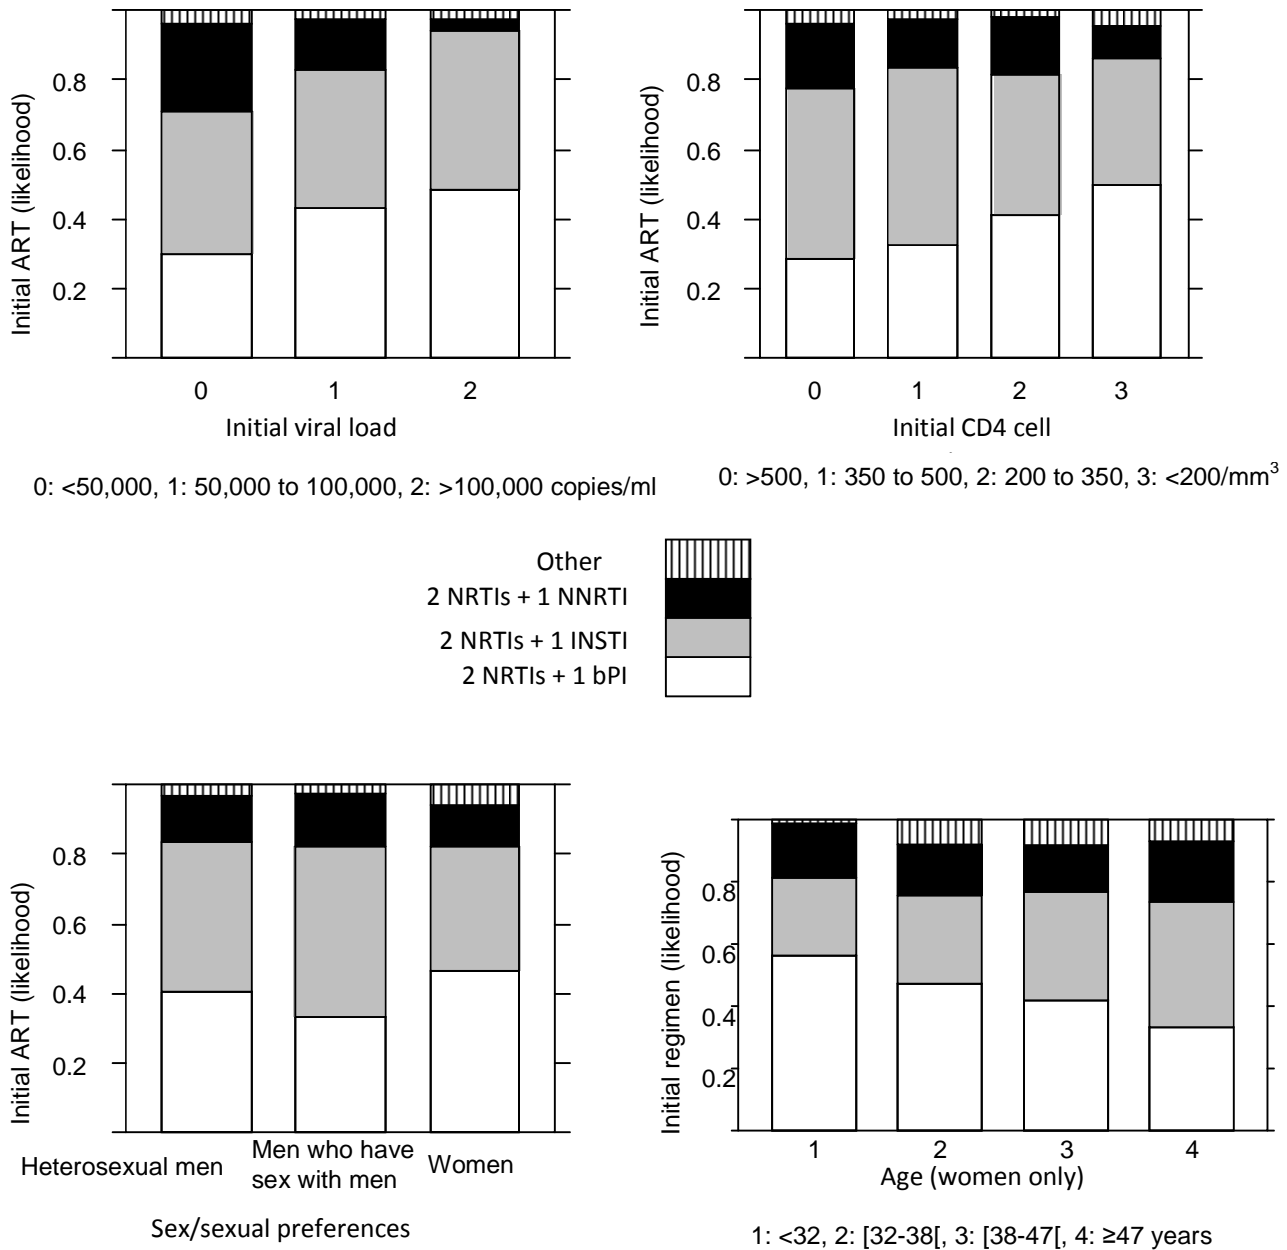 Initial ART (likelihood)
0.8
0.6
0.4
0.2
0 1 2
Initial viral load
0: <50,000, 1: 50,000 to 100,000, 2: >100,000 copies/ml
Initial ART (likelihood)
0.8
0.6
0.4
0.2
0 1 2 3
Initial CD4 cell
0: >500, 1: 350 to 500, 2: 200 to 350, 3: <200/mm³
Other
2 NRTIs + 1 NNRTI
2 NRTIs + 1 INSTI
2 NRTIs + 1 bPI
Initial ART (likelihood)
0.8
0.6
0.4
0.2
Heterosexual men
Men who have
sex with men
Women
Sex/sexual preferences
Initial regimen (likelihood)
0.8
0.6
0.4
0.2
1 2 3 4
Age (women only)
1: <32, 2: [32-38[, 3: [38-47[, 4: ≥47 years